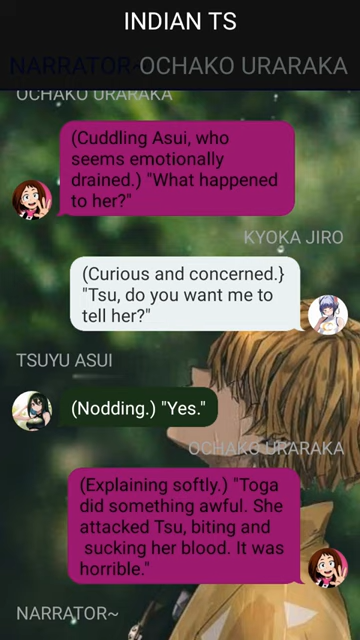 INDIAN TS
NARRATOR~
OCHAKO URARAKA
OCHAKO URARAKA
(Cuddling Asui, who
seems emotionally
drained.) "What happened
to her?"
KYOKA JIRO
(Curious and concerned.}
"Tsu, do you want me to
tell her?"
TSUYU ASUI
(Nodding.) "Yes."
OCHAKO URARAKA
(Explaining softly.) "Toga
did something awful. She
attacked Tsu, biting and
sucking her blood. It was
horrible."
NARRATOR~